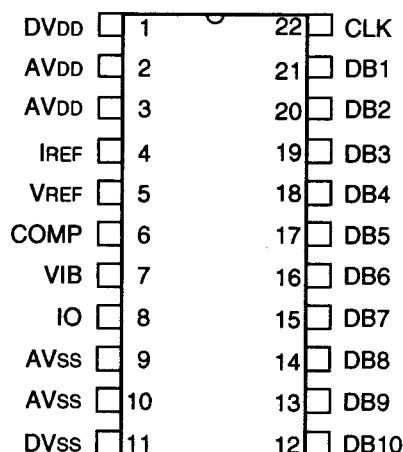 DVDD 1 22 CLK
AVDD 2 21 DB1
AVDD 3 20 DB2
IREF 4 19 DB3
VREF 5 18 DB4
COMP 6 17 DB5
VIB 7 16 DB6
IO 8 15 DB7
AVss 9 14 DB8
AVss 10 13 DB9
DVss 11 12 DB10